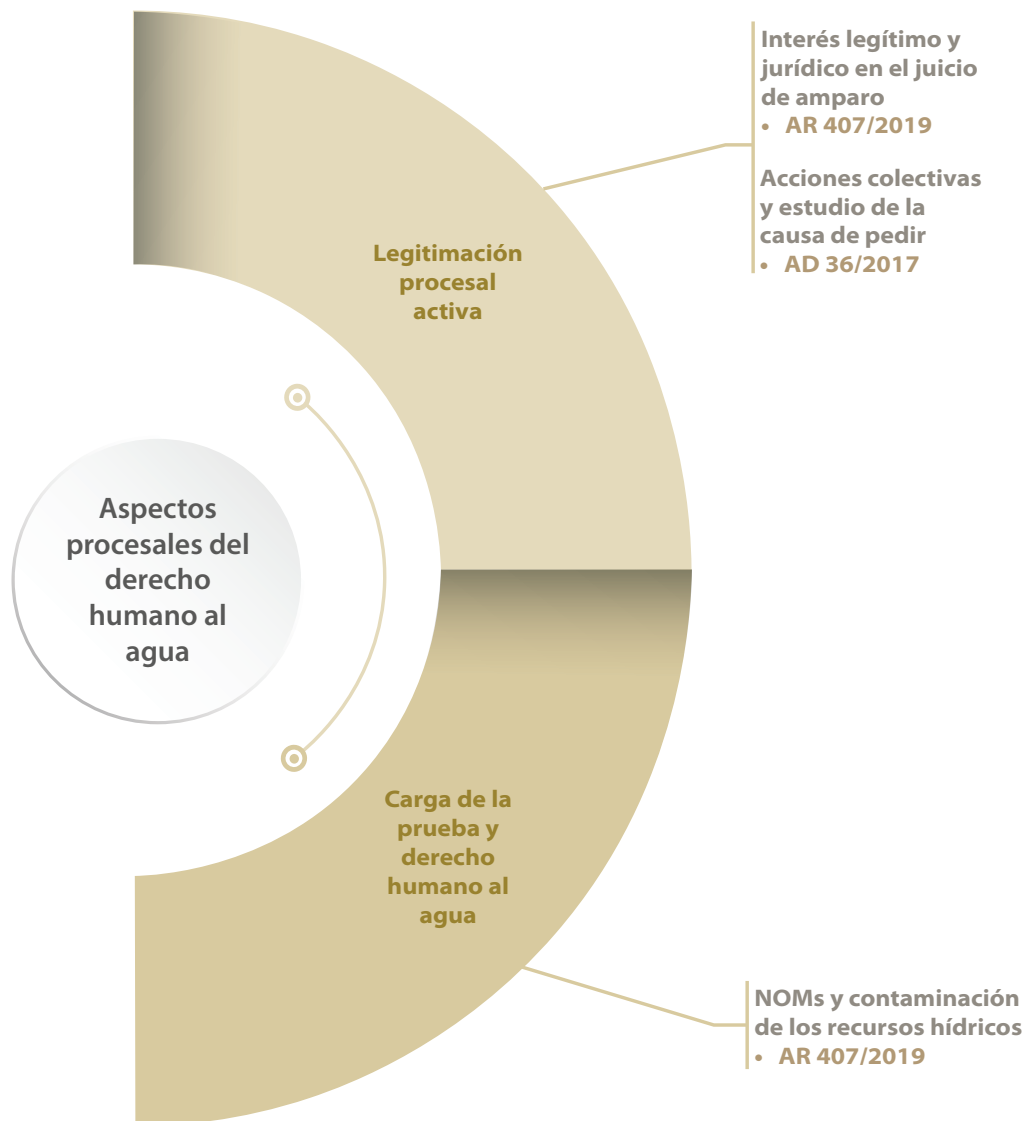 Aspectos
procesales del
derecho
humano al
agua
Legitimación
procesal
activa
Interés legítimo y
jurídico en el juicio
de amparo
• AR 407/2019
Acciones colectivas
y estudio de la
causa de pedir
• AD 36/2017
Carga de la
prueba y
derecho
humano al
agua
NOMs y contaminación
de los recursos hídricos
• AR 407/2019